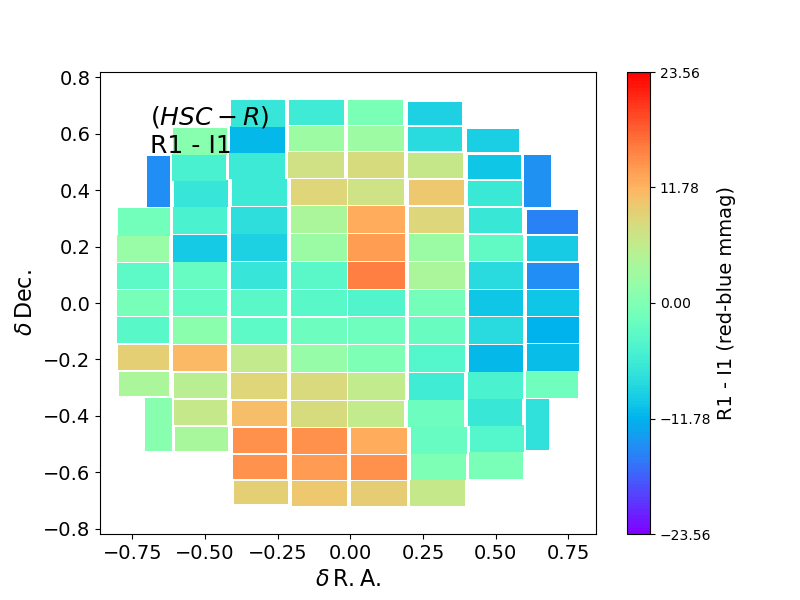 (HSC − R)
R1 - I1
0.8
0.6
0.4
0.2
0.0
−0.2
−0.4
−0.6
−0.8
δ Dec.
−0.75 −0.50 −0.25 0.00 0.25 0.50 0.75
δ R. A.
23.56
11.78
0.00
−11.78
−23.56
R1 - I1 (red-blue mmag)